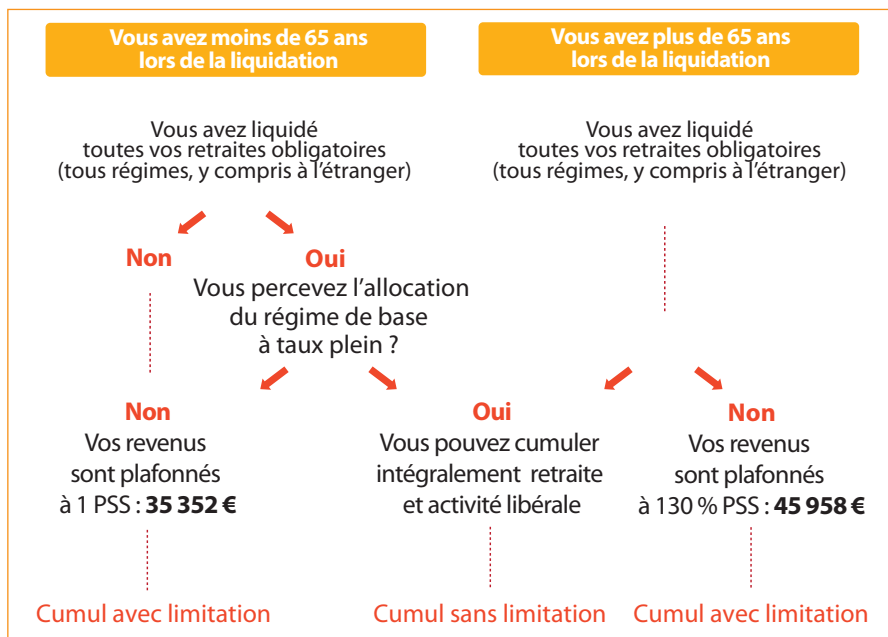 Vous avez moins de 65 ans
lors de la liquidation
Vous avez plus de 65 ans
lors de la liquidation
Vous avez liquidé
toutes vos retraites obligatoires
(tous régimes, y compris à l’étranger)
Vous avez liquidé
toutes vos retraites obligatoires
(tous régimes, y compris à l’étranger)
Non
Oui
Vous percevez l’allocation
du régime de base
à taux plein ?
Non
Vos revenus
sont plafonnés
à 1 PSS : 35 352 €
Oui
Vous pouvez cumuler
intégralement retraite
et activité libérale
Non
Vos revenus
sont plafonnés
à 130 % PSS : 45 958 €
Cumul avec limitation
Cumul sans limitation
Cumul avec limitation